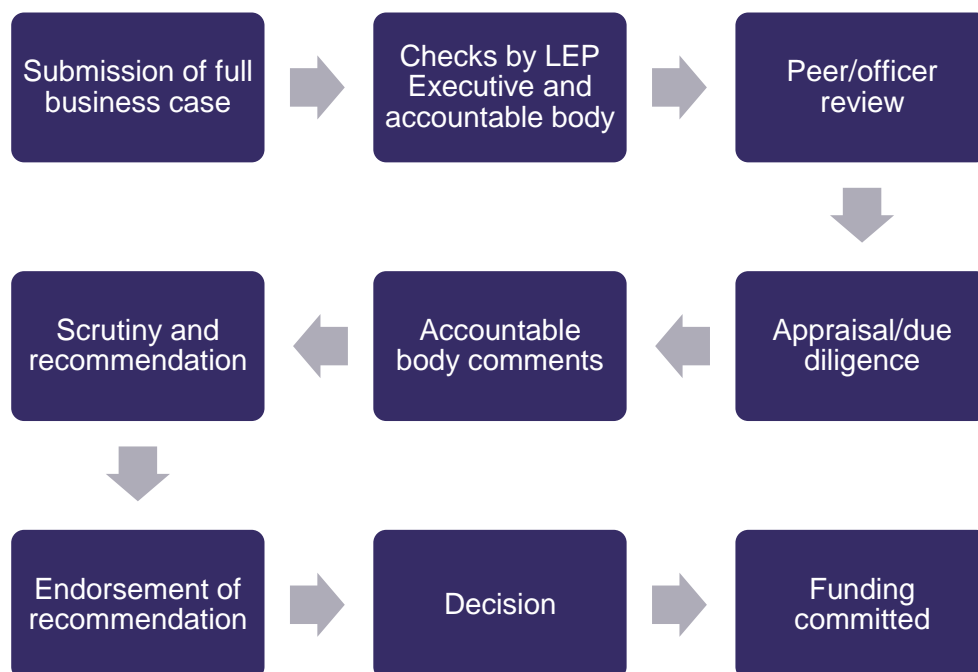 Submission of full
business case
Checks by LEP
Executive and
accountable body
Peer/officer
review
Appraisal/due
diligence
Accountable
body comments
Scrutiny and
recommendation
Endorsement of
recommendation
Decision
Funding
committed